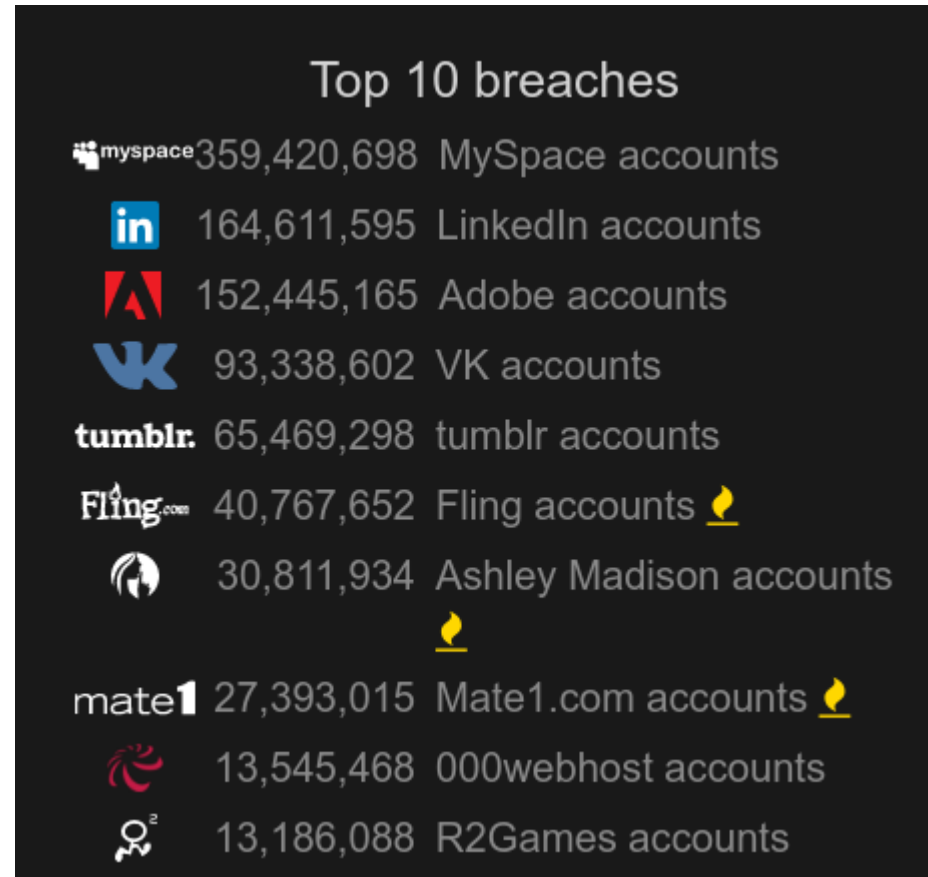 Top 10 breaches
myspace 359,420,698 MySpace accounts
in 164,611,595 LinkedIn accounts
152,445,165 Adobe accounts
VK 93,338,602 VK accounts
tumblr. 65,469,298 tumblr accounts
Fling.com 40,767,652 Fling accounts
30,811,934 Ashley Madison accounts
mate1 27,393,015 Mate1.com accounts
13,545,468 000webhost accounts
2 13,186,088 R2Games accounts